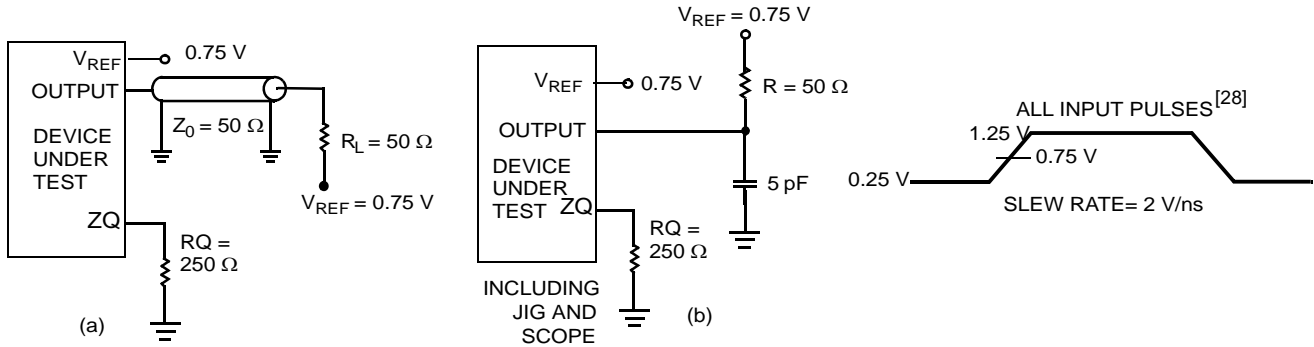 V_REF 0.75 V
OUTPUT
Z_0 = 50 Ω
DEVICE
UNDER
TEST
R_L = 50 Ω
V_REF = 0.75 V
ZQ
RQ =
250 Ω
(a)
V_REF = 0.75 V
V_REF 0.75 V
R = 50 Ω
OUTPUT
DEVICE
UNDER
TEST
5 pF
ZQ
RQ =
250 Ω
INCLUDING
JIG AND
SCOPE
(b)
ALL INPUT PULSES[28]
1.25 V
0.75 V
0.25 V
SLEW RATE= 2 V/ns